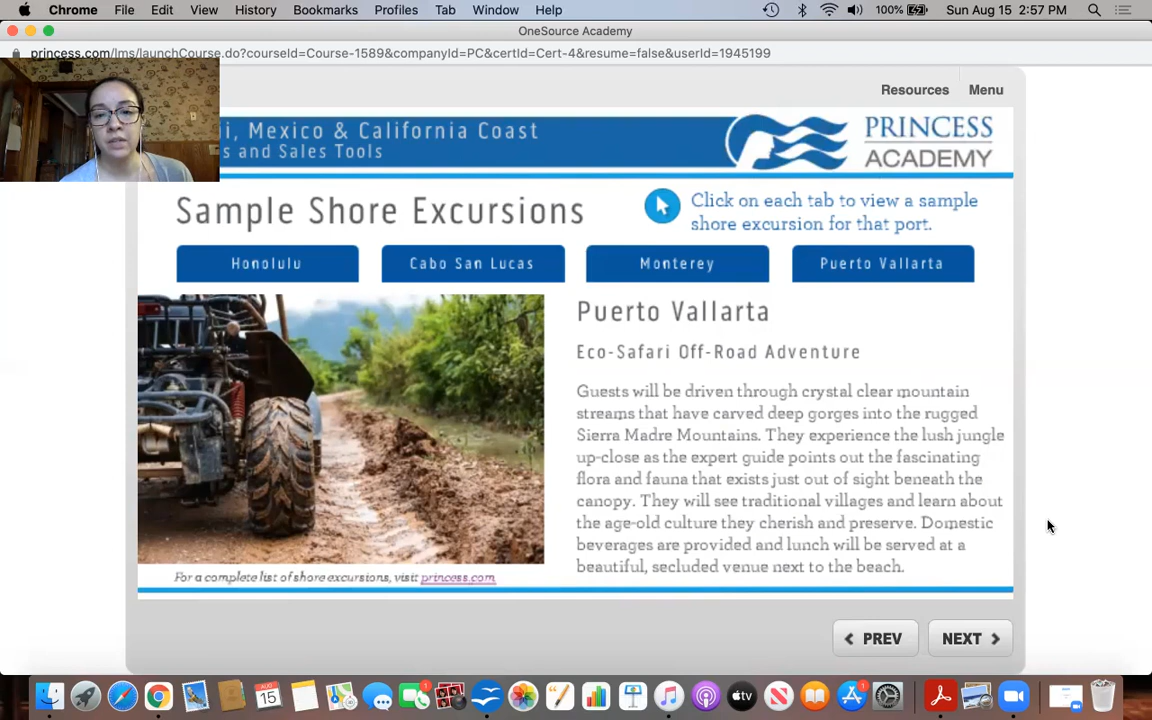 Chrome File Edit View History Bookmarks Profiles Tab Window Help 100% Sun Aug 15 2:57 PM
OneSource Academy
princess.com/lms/launchCourse.do?courseId=Course-1589&companyId=PC&certId=Cert-4&resume=false&userId=1945199
Resources Menu
i, Mexico & California Coast
s and Sales Tools
PRINCESS
ACADEMY
Sample Shore Excursions
Click on each tab to view a sample
shore excursion for that port.
Honolulu Cabo San Lucas Monterey Puerto Vallarta
Puerto Vallarta
Eco-Safari Off-Road Adventure
Guests will be driven through crystal clear mountain
streams that have carved deep gorges into the rugged
Sierra Madre Mountains. They experience the lush jungle
up-close as the expert guide points out the fascinating
flora and fauna that exists just out of sight beneath the
canopy. They will see traditional villages and learn about
the age-old culture they cherish and preserve. Domestic
beverages are provided and lunch will be served at a
beautiful, secluded venue next to the beach.
For a complete list of shore excursions, visit princess.com
PREV NEXT
AUG
15
1
tv
1